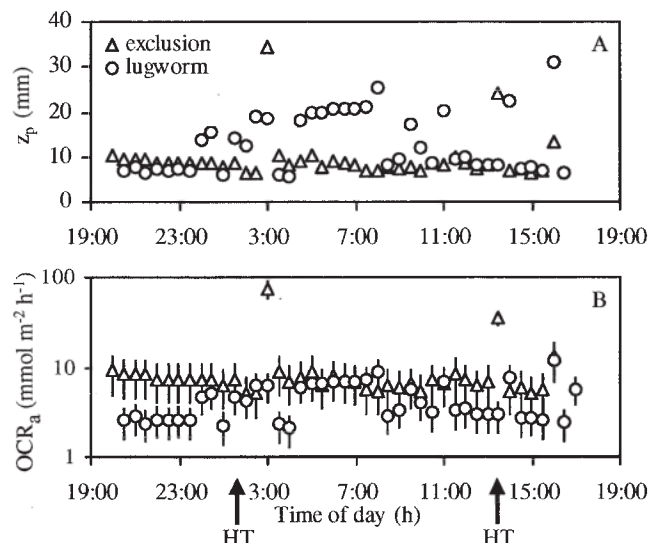 40
△ exclusion
○ lugworm
A
30
20
10
0
z_p (mm)
19:00 23:00 3:00 7:00 11:00 15:00 19:00
100
B
10
1
OCR_a (mmol m⁻² h⁻¹)
19:00 23:00 3:00 7:00 11:00 15:00 19:00
Time of day (h)
HT HT